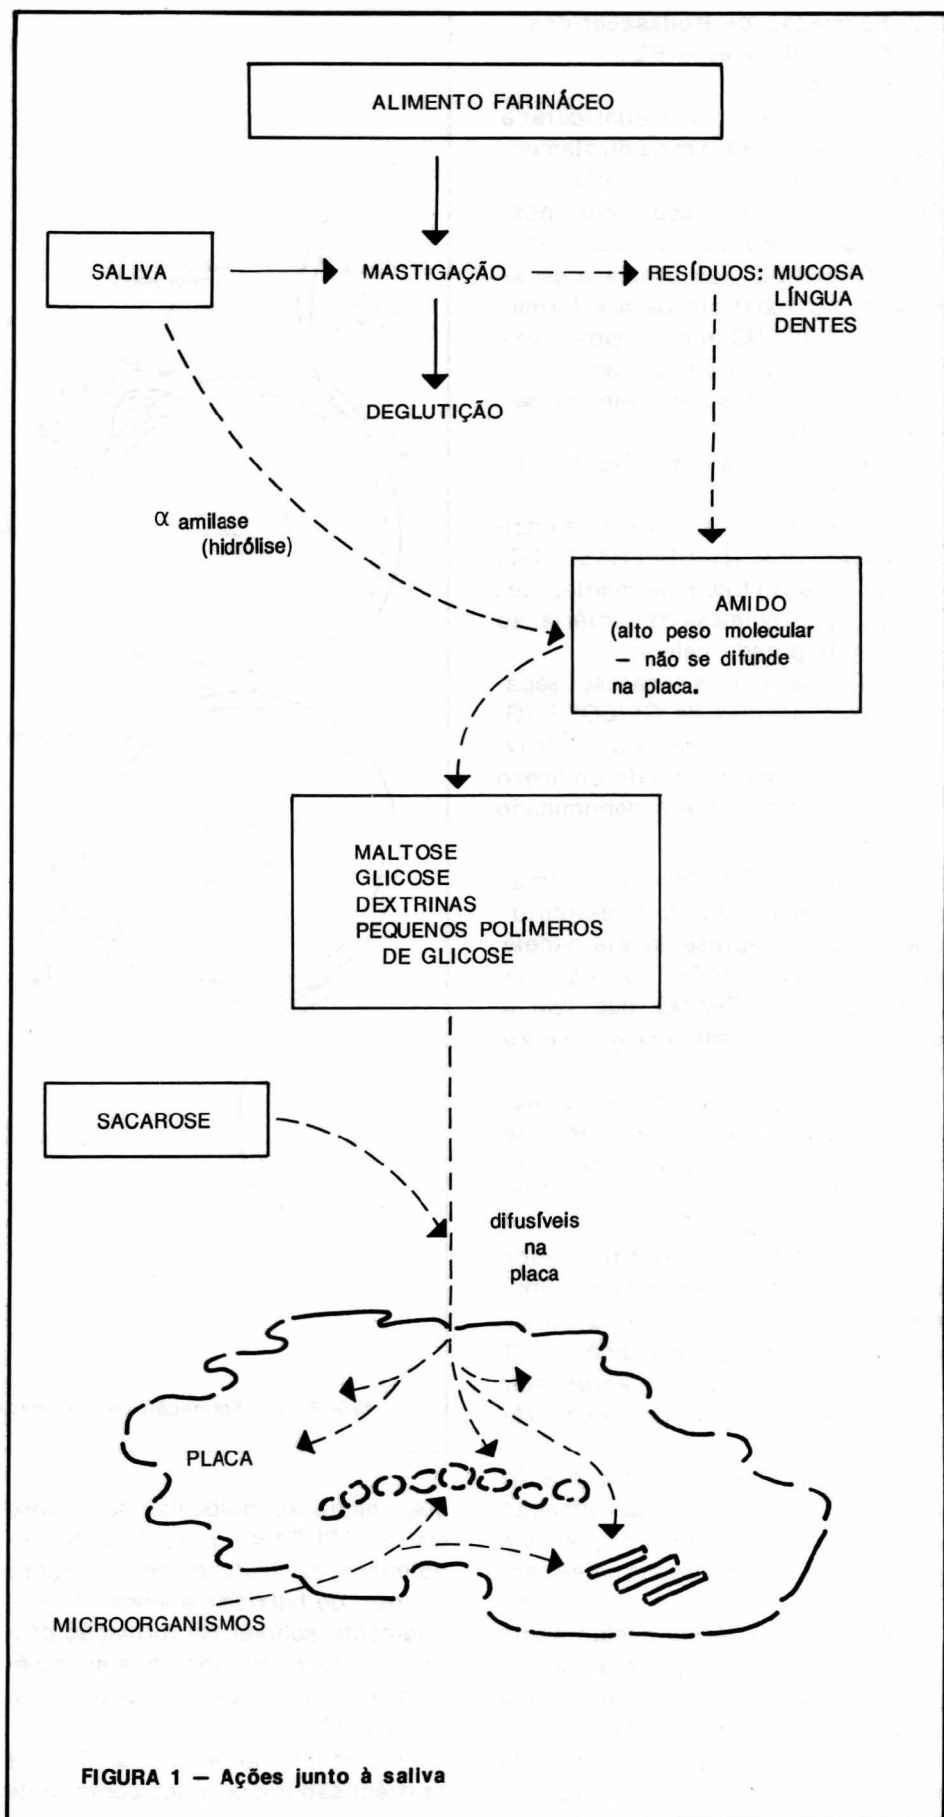 ALIMENTO FARINÁCEO
SALIVA
MASTIGAÇÃO
RESÍDUOS: MUCOSA
LÍNGUA
DENTES
DEGLUTIÇÃO
α amilase
(hidrólise)
AMIDO
(alto peso molecular
— não se difunde
na placa.
MALTOSE
GLICOSE
DEXTRINAS
PEQUENOS POLÍMEROS
DE GLICOSE
SACAROSE
difusíveis
na
placa
PLACA
MICROORGANISMOS
FIGURA 1 — Ações junto à saliva